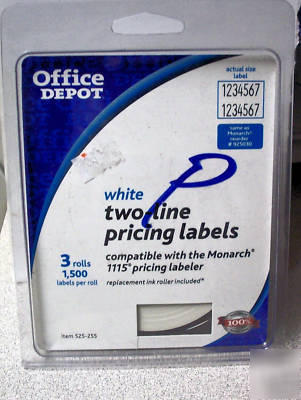 Office
DEPOT
actual size
label
1234567
1234567
same as
Monarch®
reorder
# 925030
white
two-line
pricing labels
3 rolls
1,500
labels per roll
compatible with the Monarch®
1115® pricing labeler
replacement ink roller included*
item 525-255
100%